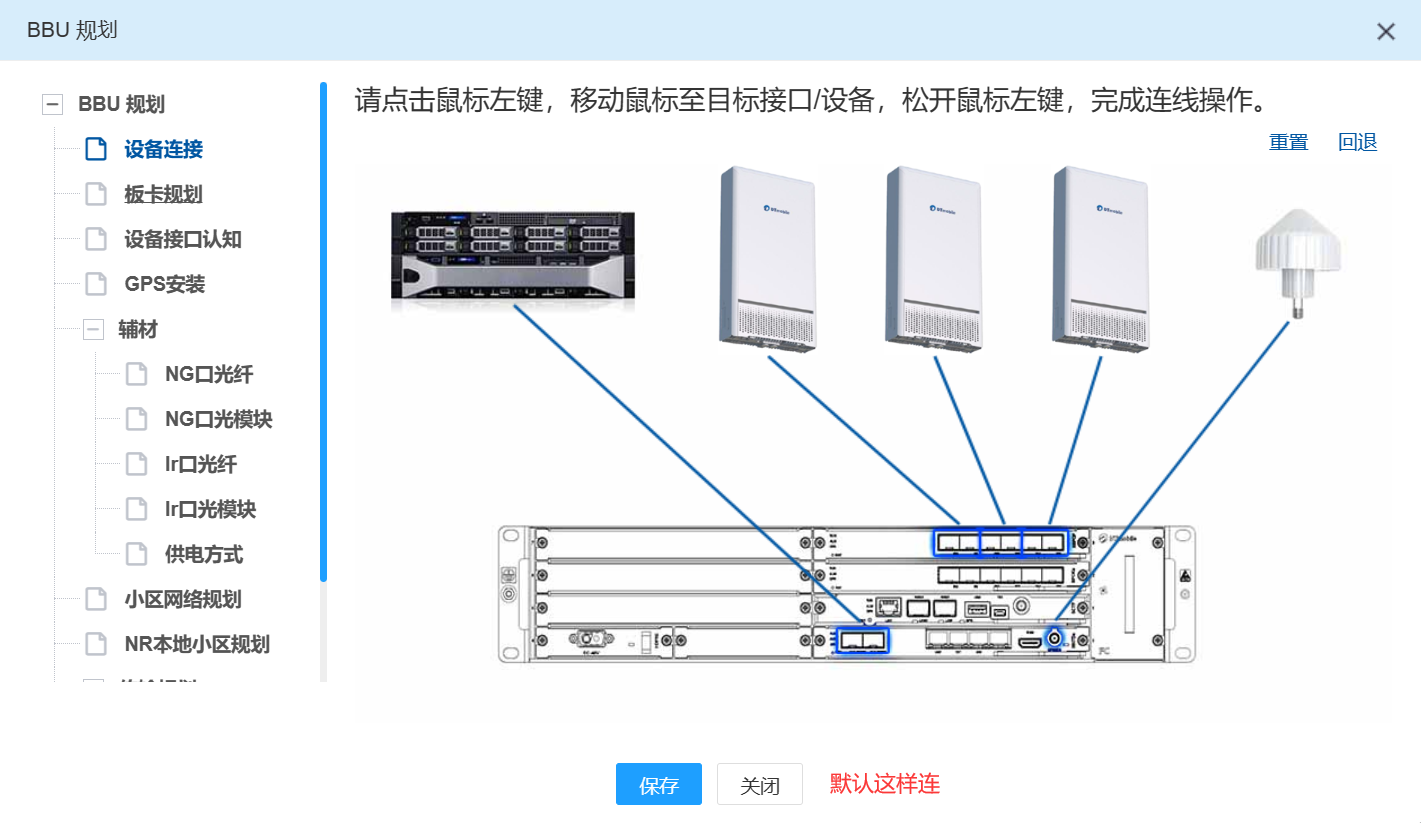 BBU 规划
BBU 规划
设备连接
板卡规划
设备接口认知
GPS安装
辅材
NG口光纤
NG口光模块
Ir口光纤
Ir口光模块
供电方式
小区网络规划
NR本地小区规划
请点击鼠标左键，移动鼠标至目标接口/设备，松开鼠标左键，完成连线操作。
重置 回退
保存 关闭 默认这样连